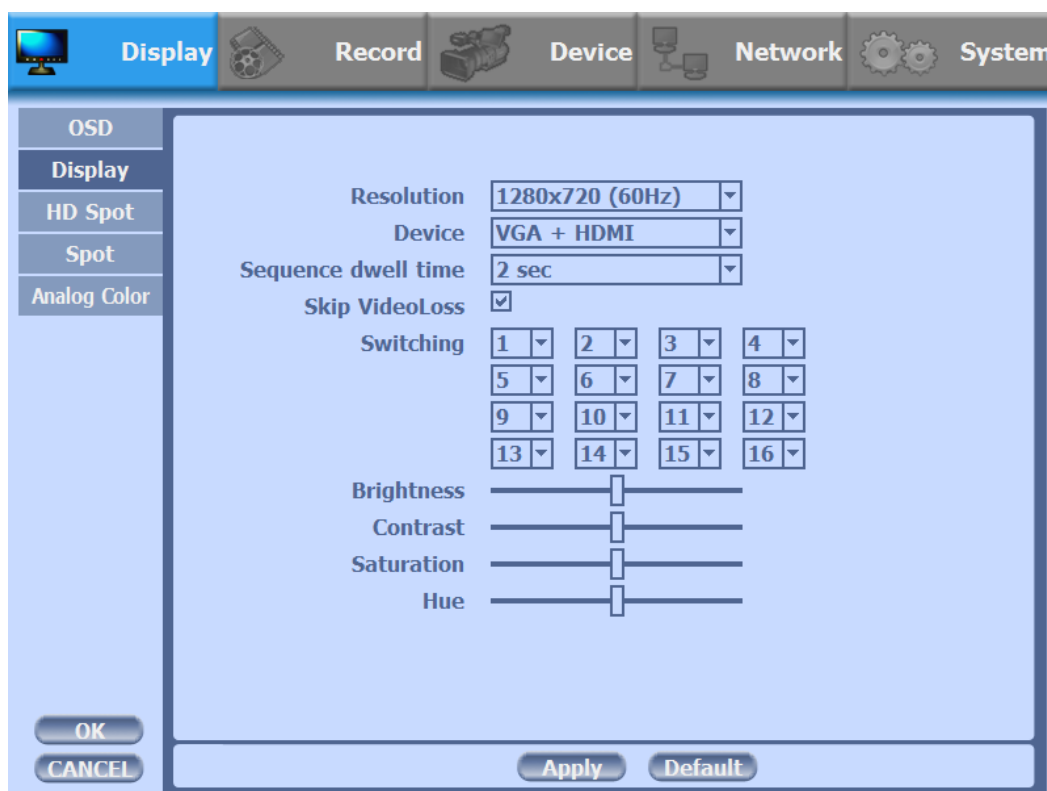 Display Record Device Network System
OSD
Display
HD Spot
Spot
Analog Color
Resolution 1280x720 (60Hz)
Device VGA + HDMI
Sequence dwell time 2 sec
Skip VideoLoss
Switching 1 2 3 4
5 6 7 8
9 10 11 12
13 14 15 16
Brightness
Contrast
Saturation
Hue
OK
CANCEL Apply Default